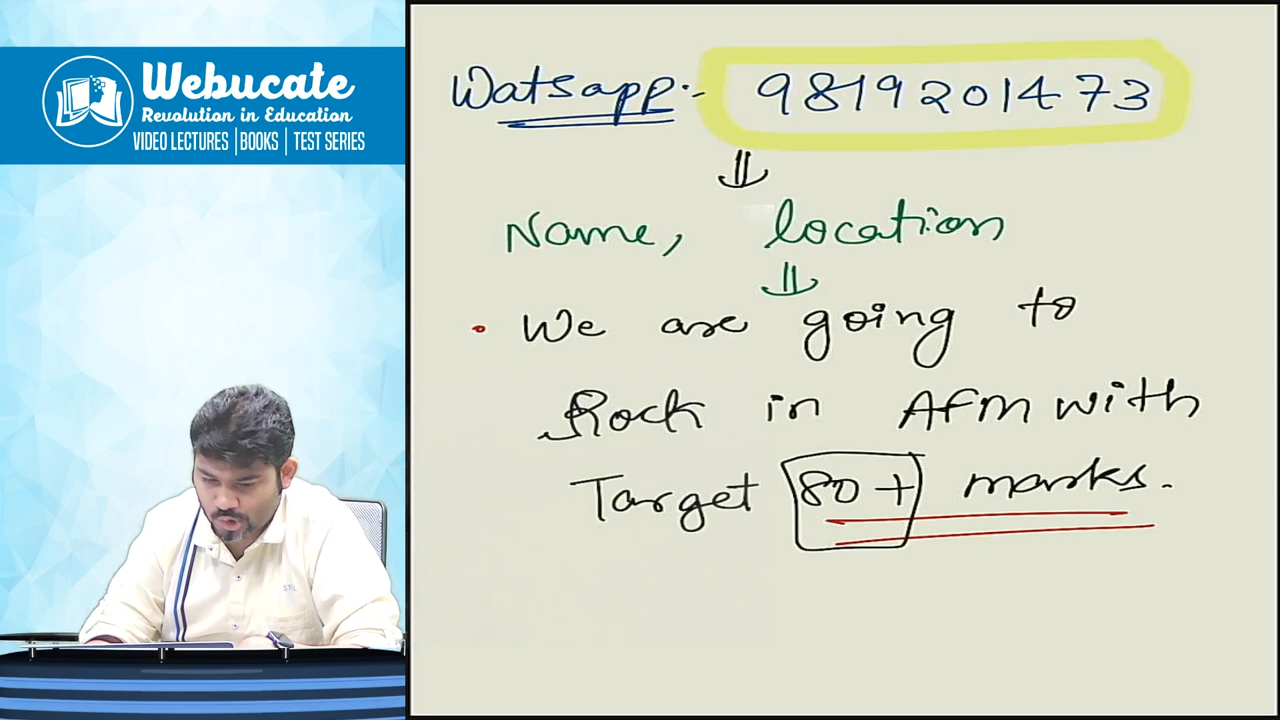 Webucate
Revolution in Education
VIDEO LECTURES | BOOKS | TEST SERIES
Watsapp:- 9819201473
Name, location
• We are going to
Rock in AFM with
Target 80+ marks.
STIL